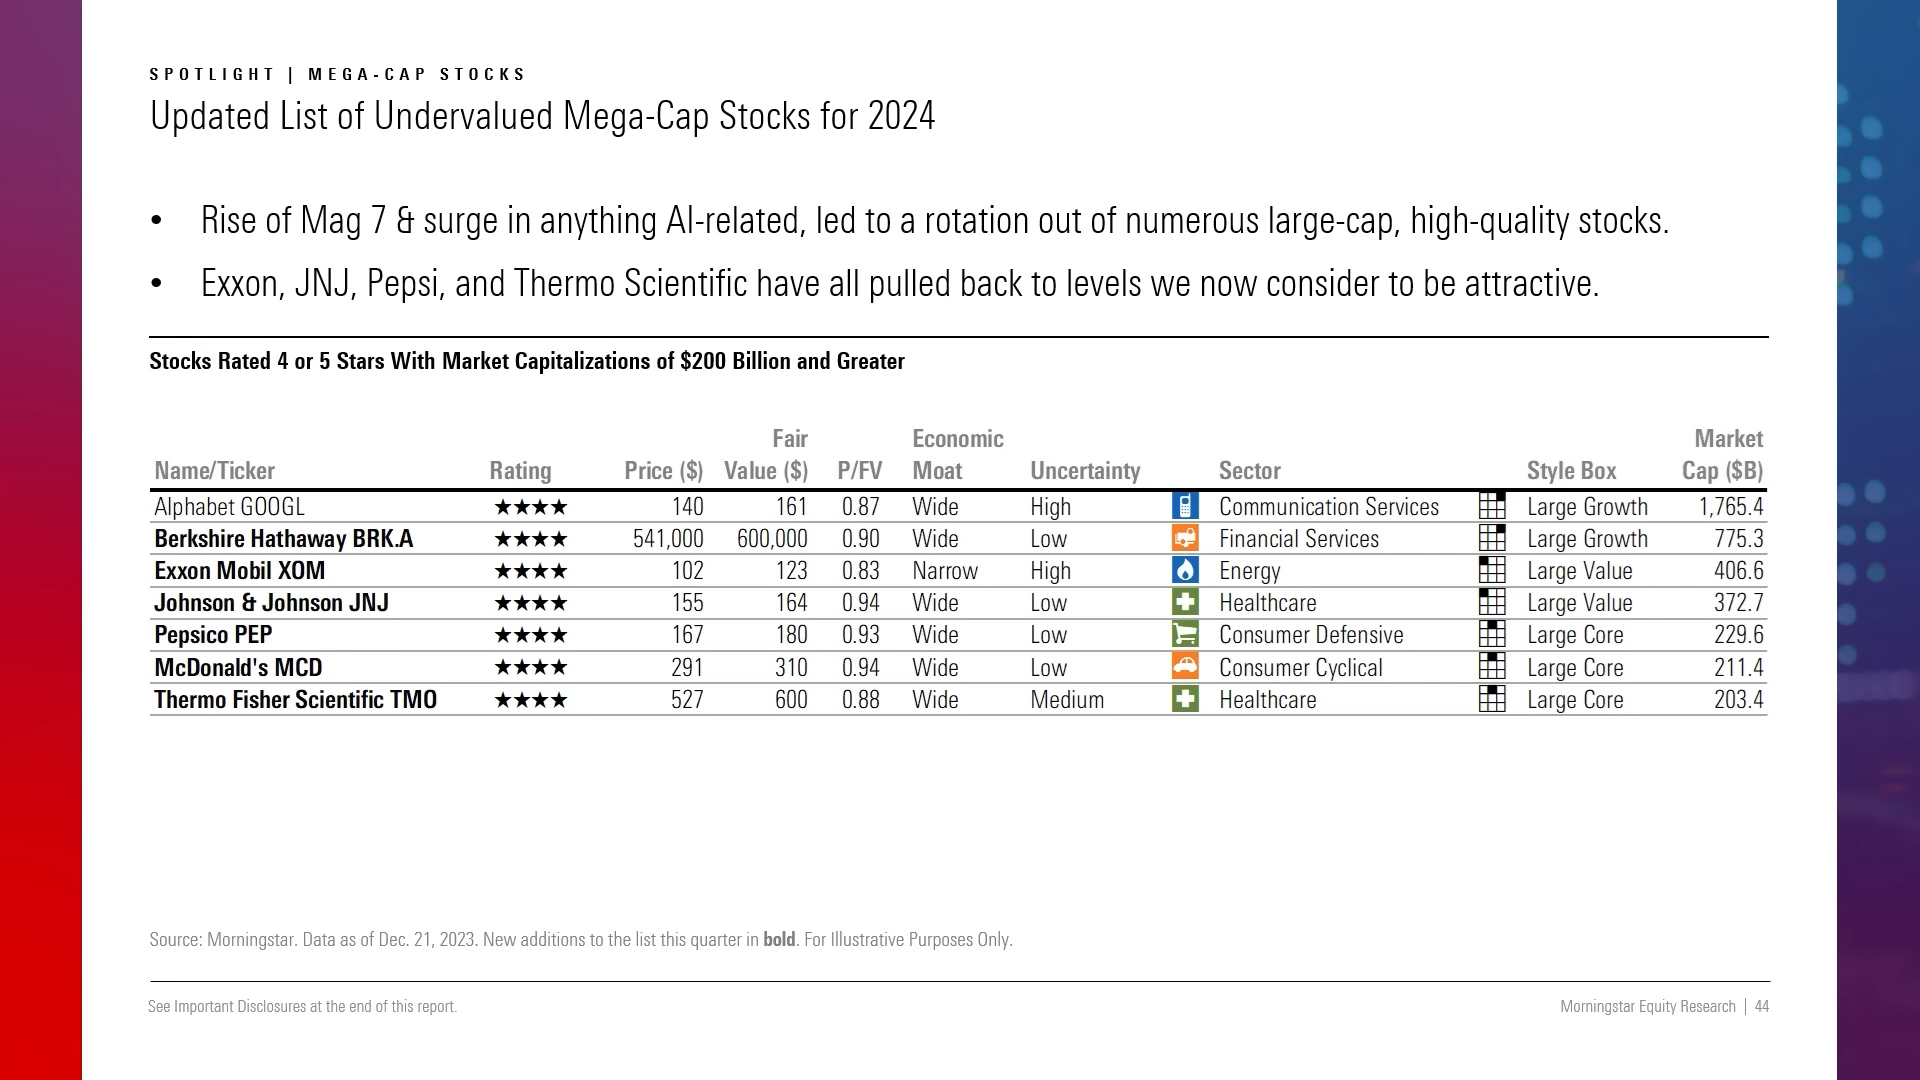 SPOTLIGHT | MEGA-CAP STOCKS
Updated List of Undervalued Mega-Cap Stocks for 2024
• Rise of Mag 7 & surge in anything AI-related, led to a rotation out of numerous large-cap, high-quality stocks.
• Exxon, JNJ, Pepsi, and Thermo Scientific have all pulled back to levels we now consider to be attractive.
Stocks Rated 4 or 5 Stars With Market Capitalizations of $200 Billion and Greater
Fair Economic Market
Name/Ticker Rating Price ($) Value ($) P/FV Moat Uncertainty Sector Style Box Cap ($B)
Alphabet GOOGL ★★★★ 140 161 0.87 Wide High Communication Services Large Growth 1,765.4
Berkshire Hathaway BRK.A ★★★★ 541,000 600,000 0.90 Wide Low Financial Services Large Growth 775.3
Exxon Mobil XOM ★★★★ 102 123 0.83 Narrow High Energy Large Value 406.6
Johnson & Johnson JNJ ★★★★ 155 164 0.94 Wide Low Healthcare Large Value 372.7
Pepsico PEP ★★★★ 167 180 0.93 Wide Low Consumer Defensive Large Core 229.6
McDonald's MCD ★★★★ 291 310 0.94 Wide Low Consumer Cyclical Large Core 211.4
Thermo Fisher Scientific TMO ★★★★ 527 600 0.88 Wide Medium Healthcare Large Core 203.4
Source: Morningstar. Data as of Dec. 21, 2023. New additions to the list this quarter in bold. For Illustrative Purposes Only.
See Important Disclosures at the end of this report.
Morningstar Equity Research | 44